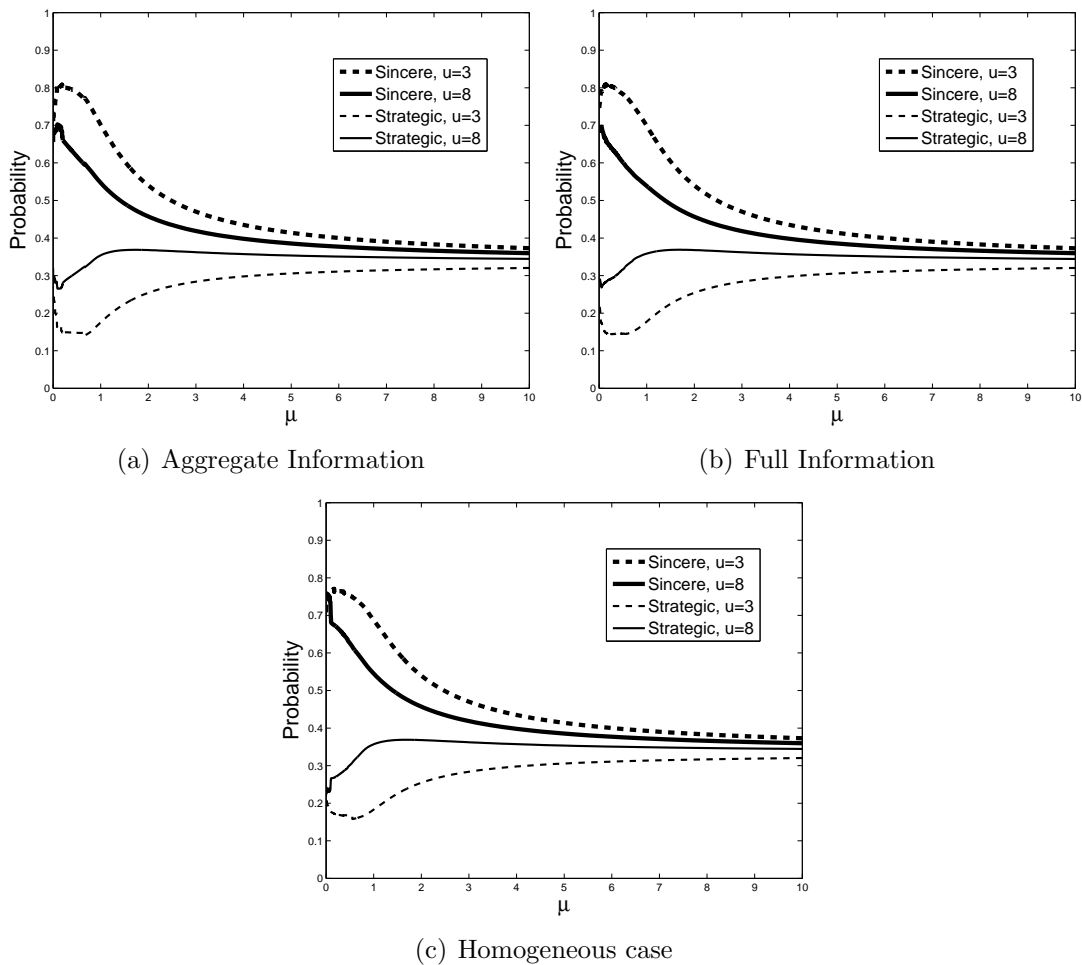 1
0.9
0.8
0.7
0.6
0.5
0.4
0.3
0.2
0.1
0
Probability
Sincere, u=3
Sincere, u=8
Strategic, u=3
Strategic, u=8
0 1 2 3 4 5 6 7 8 9 10
μ
(a) Aggregate Information
1
0.9
0.8
0.7
0.6
0.5
0.4
0.3
0.2
0.1
0
Probability
Sincere, u=3
Sincere, u=8
Strategic, u=3
Strategic, u=8
0 1 2 3 4 5 6 7 8 9 10
μ
(b) Full Information
1
0.9
0.8
0.7
0.6
0.5
0.4
0.3
0.2
0.1
0
Probability
Sincere, u=3
Sincere, u=8
Strategic, u=3
Strategic, u=8
0 1 2 3 4 5 6 7 8 9 10
μ
(c) Homogeneous case